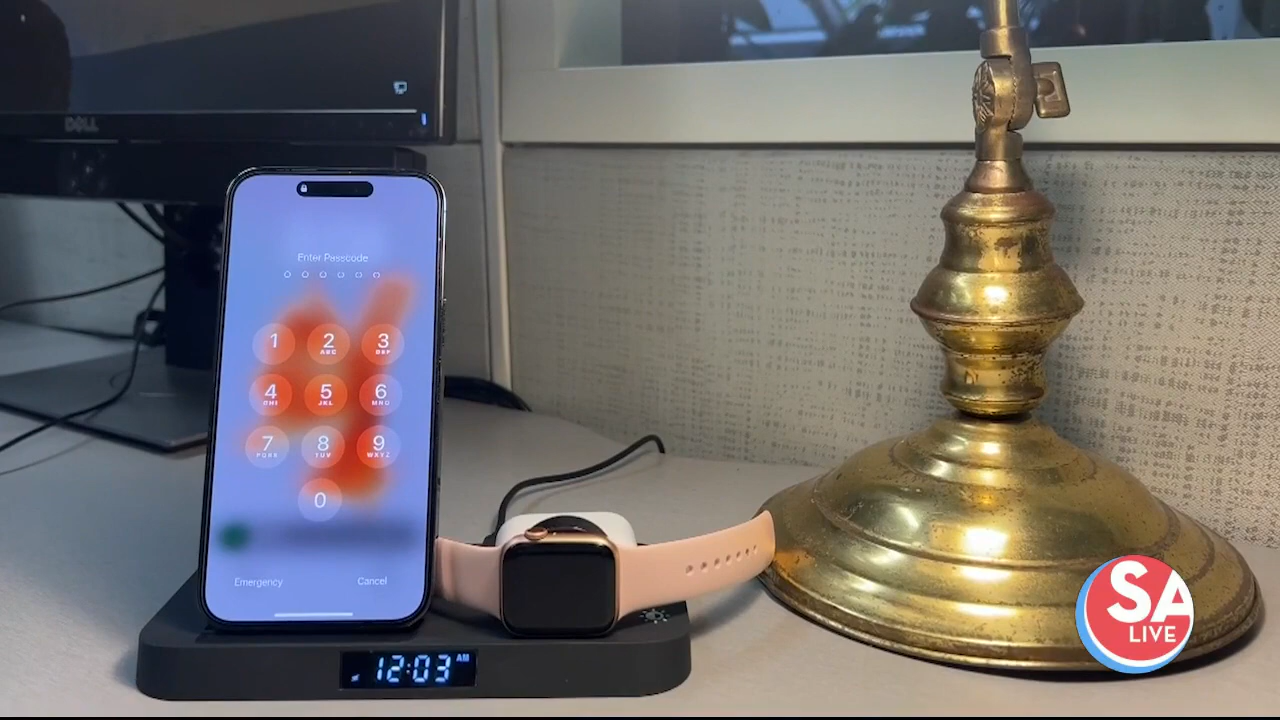 DELL
Enter Passcode
1 2 3
ABC DEF
4 5 6
GHI JKL MNO
7 8 9
PQRS TUV WXYZ
0
Emergency Cancel
12:03 AM
SA
LIVE